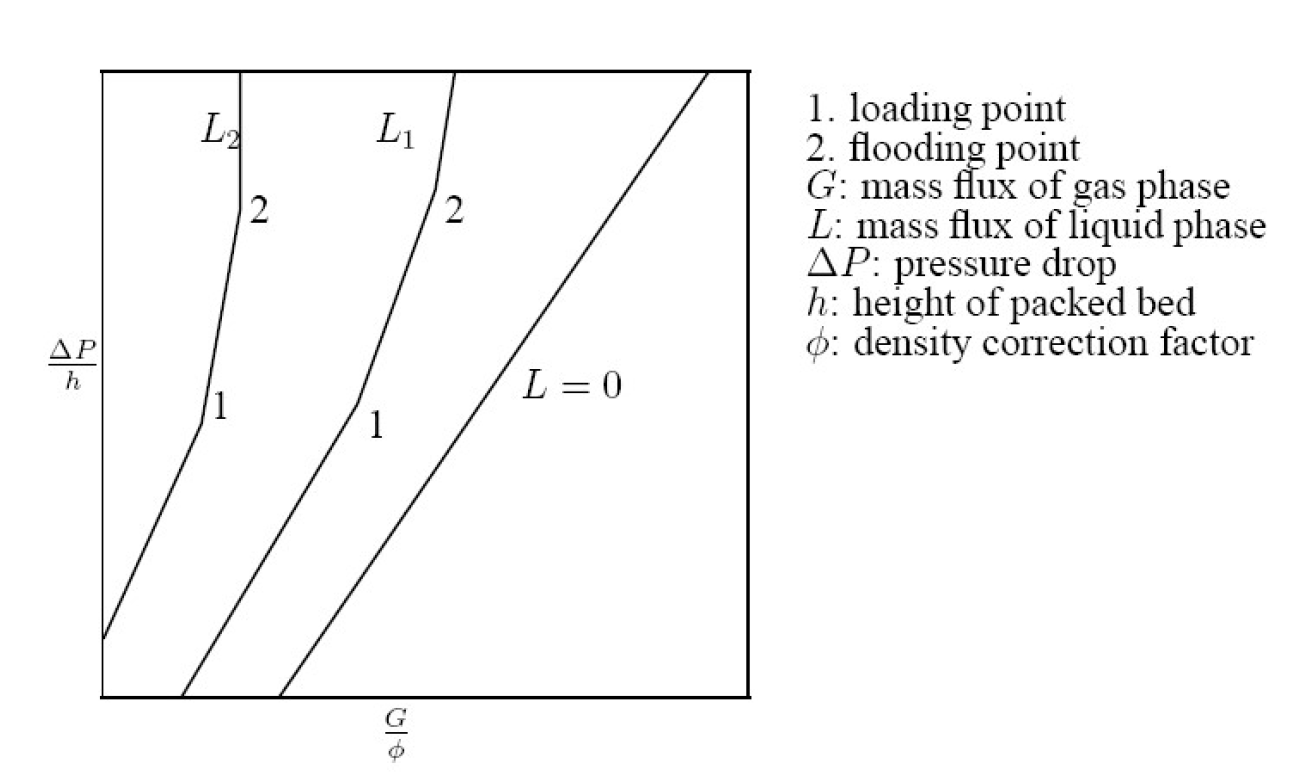 L₂
L₁
2
2
1
1
ΔP/h
L = 0
G/ϕ
1. loading point
2. flooding point
G: mass flux of gas phase
L: mass flux of liquid phase
ΔP: pressure drop
h: height of packed bed
ϕ: density correction factor